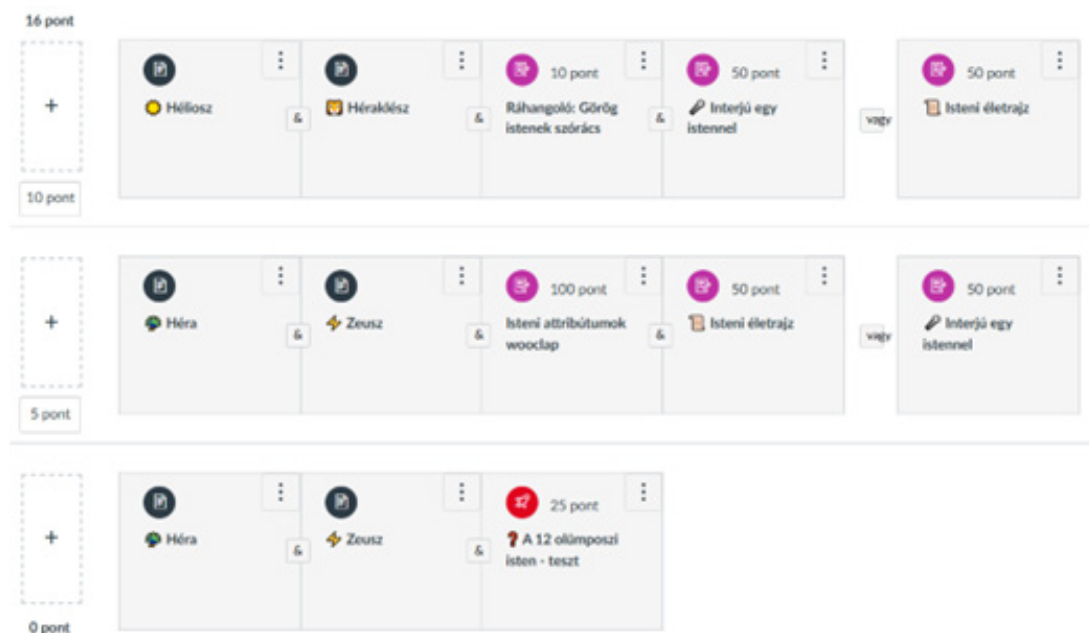 16 pont
+
10 pont
Héliosz
&
Héraklész
&
10 pont
Ráhangoló: Görög
istenek szórács
&
50 pont
Interjú egy
istennel
vagy
50 pont
Isteni életrajz
+
5 pont
Héra
&
Zeusz
&
100 pont
Isteni attribútumok
wooclap
&
50 pont
Isteni életrajz
vagy
50 pont
Interjú egy
istennel
+
0 pont
Héra
&
Zeusz
&
25 pont
A 12 olümposzi
isten - teszt